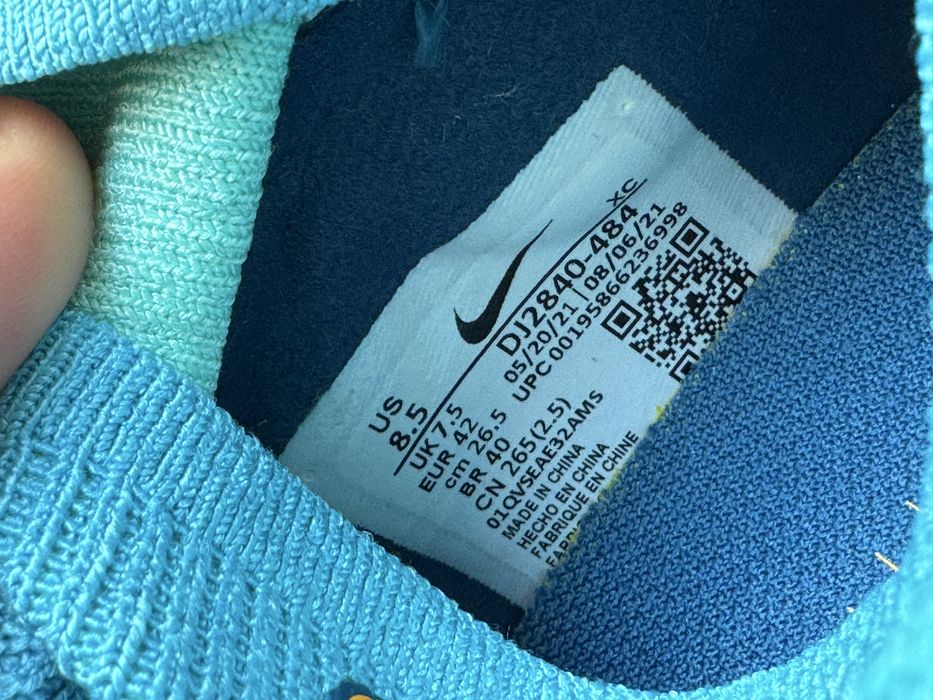 US
8.5
UK 7.5
EUR 42
cm 26.5
BR 40
CN 265(2.5)
XC
DJ2840-484
05/20/21|08/06/21
UPC 00195866236998
01QVSEAE32AMS
MADE IN CHINA
HECHO EN CHINA
FABRIQUE EN CHINE